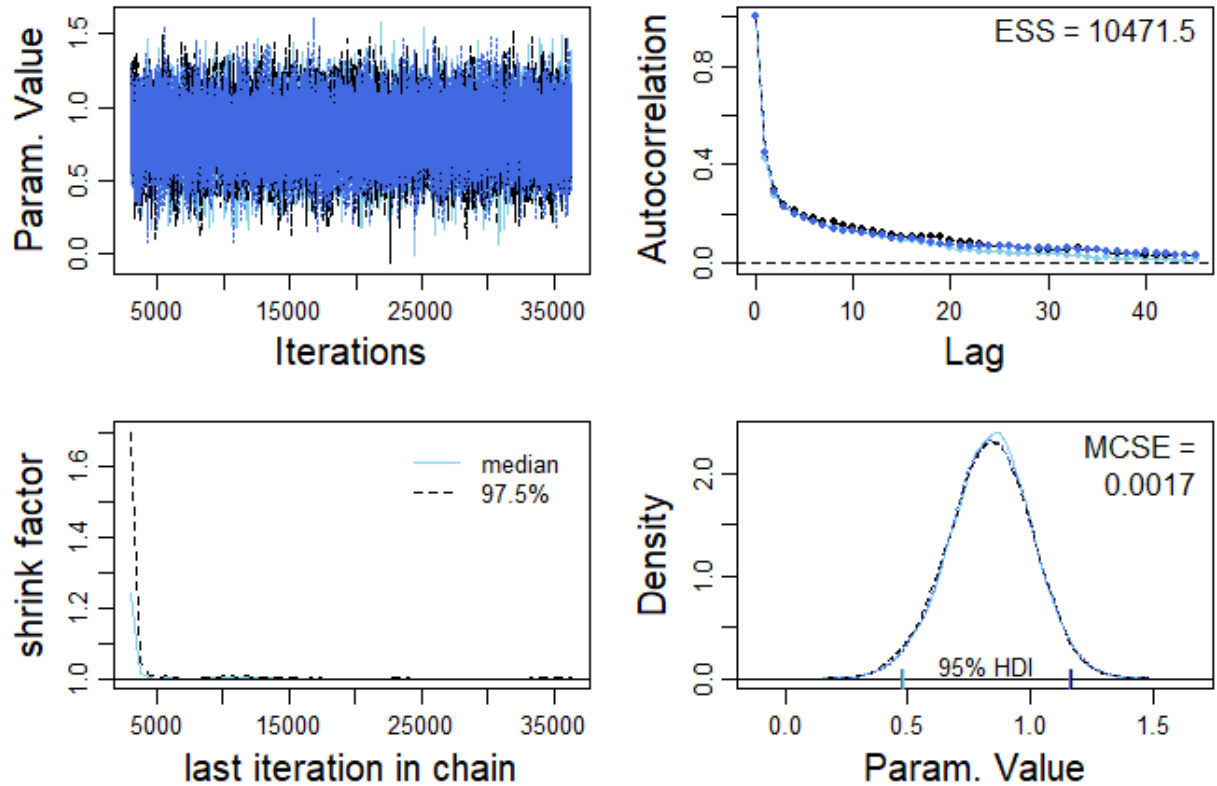 Param. Value
0.0 0.5 1.0 1.5
5000 15000 25000 35000
Iterations
Autocorrelation
0.0 0.4 0.8
ESS = 10471.5
0 10 20 30 40
Lag
shrink factor
1.0 1.2 1.4 1.6
median
97.5%
5000 15000 25000 35000
last iteration in chain
Density
0.0 1.0 2.0
MCSE =
0.0017
95% HDI
0.0 0.5 1.0 1.5
Param. Value